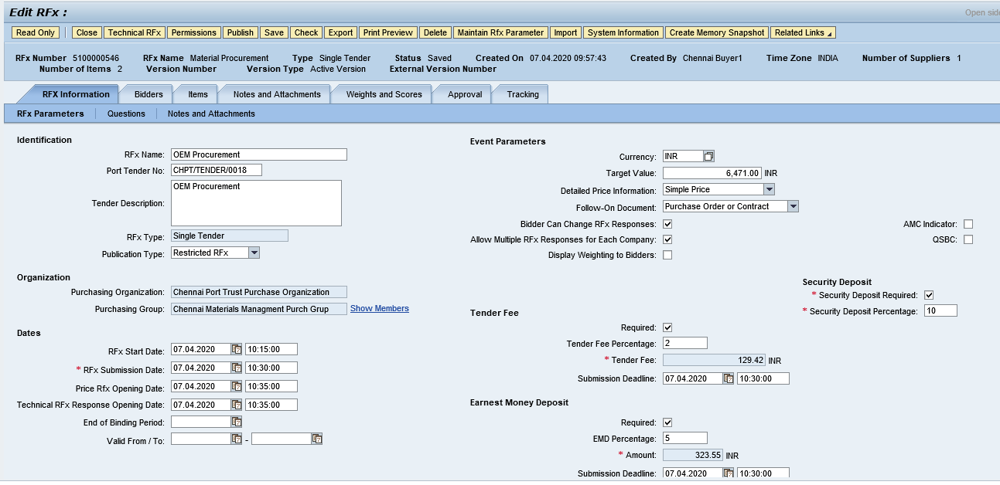 Edit RFx :
Open side
Read Only Close Technical RFx Permissions Publish Save Check Export Print Preview Delete Maintain Rfx Parameter Import System Information Create Memory Snapshot Related Links
RFx Number 5100000546 RFx Name Material Procurement Type Single Tender Status Saved Created On 07.04.2020 09:57:43 Created By Chennai Buyer1 Time Zone INDIA Number of Suppliers 1
Number of Items 2 Version Number Version Type Active Version External Version Number
RFX Information Bidders Items Notes and Attachments Weights and Scores Approval Tracking
RFx Parameters Questions Notes and Attachments
Identification
RFx Name: OEM Procurement
Port Tender No: CHPT/TENDER/0018
Tender Description: OEM Procurement
RFx Type: Single Tender
Publication Type: Restricted RFx
Organization
Purchasing Organization: Chennai Port Trust Purchase Organization
Purchasing Group: Chennai Materials Managment Purch Grup Show Members
Dates
RFx Start Date: 07.04.2020 10:15:00
* RFx Submission Date: 07.04.2020 10:30:00
Price Rfx Opening Date: 07.04.2020 10:35:00
Technical RFx Response Opening Date: 07.04.2020 10:35:00
End of Binding Period:
Valid From / To: -
Event Parameters
Currency: INR
Target Value: 6,471.00 INR
Detailed Price Information: Simple Price
Follow-On Document: Purchase Order or Contract
Bidder Can Change RFx Responses:
AMC Indicator:
Allow Multiple RFx Responses for Each Company:
QSBC:
Display Weighting to Bidders:
Security Deposit
* Security Deposit Required:
* Security Deposit Percentage: 10
Tender Fee
Required:
Tender Fee Percentage: 2
* Tender Fee: 129.42 INR
Submission Deadline: 07.04.2020 10:30:00
Earnest Money Deposit
Required:
EMD Percentage: 5
* Amount: 323.55 INR
Submission Deadline: 07.04.2020 10:30:00